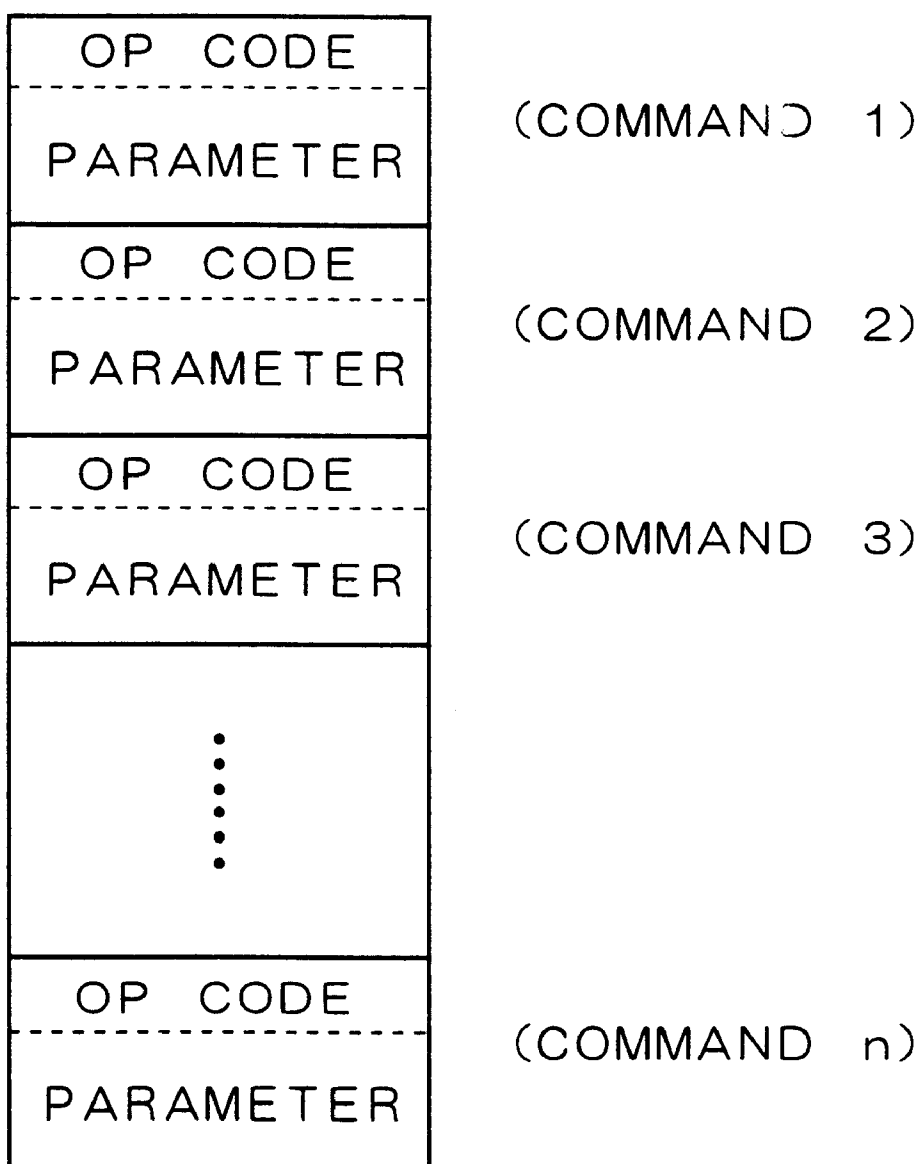 OP CODE
PARAMETER
(COMMAND 1)
OP CODE
PARAMETER
(COMMAND 2)
OP CODE
PARAMETER
(COMMAND 3)
OP CODE
PARAMETER
(COMMAND n)